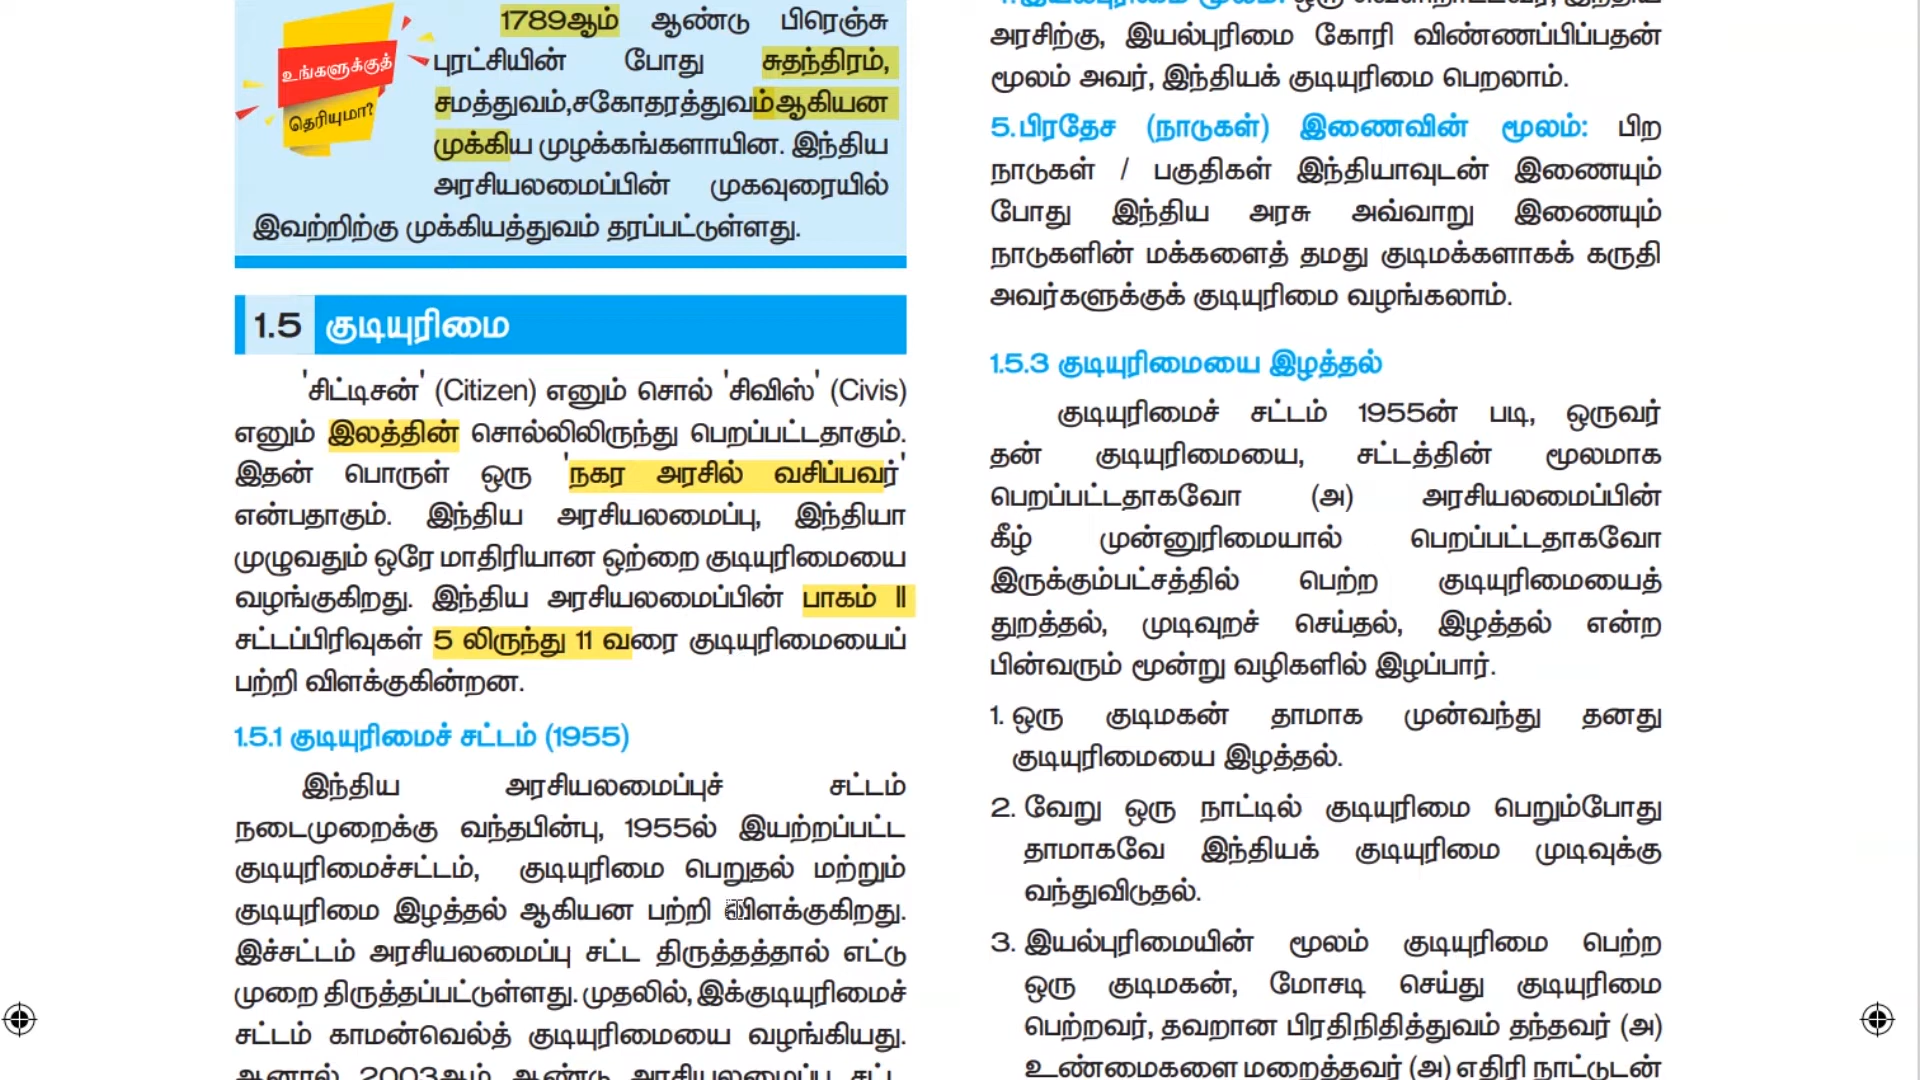 உங்களுக்குத்
தெரியுமா?
1789ஆம் ஆண்டு பிரெஞ்சு
புரட்சியின் போது சுதந்திரம்,
சமத்துவம்,சகோதரத்துவம்ஆகியன
முக்கிய முழக்கங்களாயின. இந்திய
அரசியலமைப்பின் முகவுரையில்
இவற்றிற்கு முக்கியத்துவம் தரப்பட்டுள்ளது.
1.5 குடியுரிமை
'சிட்டிசன்' (Citizen) எனும் சொல் 'சிவிஸ்' (Civis)
எனும் இலத்தின் சொல்லிலிருந்து பெறப்பட்டதாகும்.
இதன் பொருள் ஒரு 'நகர அரசில் வசிப்பவர்'
என்பதாகும். இந்திய அரசியலமைப்பு, இந்தியா
முழுவதும் ஒரே மாதிரியான ஒற்றை குடியுரிமையை
வழங்குகிறது. இந்திய அரசியலமைப்பின் பாகம் II
சட்டப்பிரிவுகள் 5 லிருந்து 11 வரை குடியுரிமையைப்
பற்றி விளக்குகின்றன.
1.5.1 குடியுரிமைச் சட்டம் (1955)
இந்திய அரசியலமைப்புச் சட்டம்
நடைமுறைக்கு வந்தபின்பு, 1955ல் இயற்றப்பட்ட
குடியுரிமைச்சட்டம், குடியுரிமை பெறுதல் மற்றும்
குடியுரிமை இழத்தல் ஆகியன பற்றி விளக்குகிறது.
இச்சட்டம் அரசியலமைப்பு சட்ட திருத்தத்தால் எட்டு
முறை திருத்தப்பட்டுள்ளது. முதலில், இக்குடியுரிமைச்
சட்டம் காமன்வெல்த் குடியுரிமையை வழங்கியது.
ஆனால் 2003ஆம் ஆண்டு அரசியலமைப்பு சட்ட
அரசிற்கு, இயல்புரிமை கோரி விண்ணப்பிப்பதன்
மூலம் அவர், இந்தியக் குடியுரிமை பெறலாம்.
5. பிரதேச (நாடுகள்) இணைவின் மூலம்: பிற
நாடுகள் / பகுதிகள் இந்தியாவுடன் இணையும்
போது இந்திய அரசு அவ்வாறு இணையும்
நாடுகளின் மக்களைத் தமது குடிமக்களாகக் கருதி
அவர்களுக்குக் குடியுரிமை வழங்கலாம்.
1.5.3 குடியுரிமையை இழத்தல்
குடியுரிமைச் சட்டம் 1955ன் படி, ஒருவர்
தன் குடியுரிமையை, சட்டத்தின் மூலமாக
பெறப்பட்டதாகவோ (அ) அரசியலமைப்பின்
கீழ் முன்னுரிமையால் பெறப்பட்டதாகவோ
இருக்கும்பட்சத்தில் பெற்ற குடியுரிமையைத்
துறத்தல், முடிவுறச் செய்தல், இழத்தல் என்ற
பின்வரும் மூன்று வழிகளில் இழப்பார்.
1. ஒரு குடிமகன் தாமாக முன்வந்து தனது
குடியுரிமையை இழத்தல்.
2. வேறு ஒரு நாட்டில் குடியுரிமை பெறும்போது
தாமாகவே இந்தியக் குடியுரிமை முடிவுக்கு
வந்துவிடுதல்.
3. இயல்புரிமையின் மூலம் குடியுரிமை பெற்ற
ஒரு குடிமகன், மோசடி செய்து குடியுரிமை
பெற்றவர், தவறான பிரதிநிதித்துவம் தந்தவர் (அ)
உண்மைகளை மறைத்தவர் (அ) எதிரி நாட்டுடன்